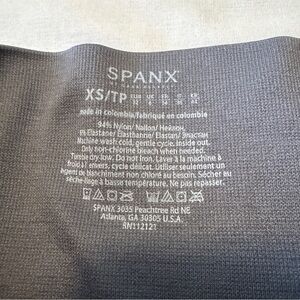 SPANX
XS/TP
made in colombia/fabriqué en colombie
94% Nylon/ Nailon/ Нейлон,
6% Elastane/ Elasthanne/ Elastan/ Эластан
Machine wash cold, gentle cycle. Inside out.
Only non-chlorine bleach when needed.
Tumble dry low. Do not iron. Laver à la machine à
froid à l'envers, cycle délicat. Utiliser seulement un
agent de blanchiment non chloré au besoin. Sécher au
sèche-linge à basse température. Ne pas repasser.
SPANX 3035 Peachtree Rd NE
Atlanta, GA 30305 U.S.A.
RN112121